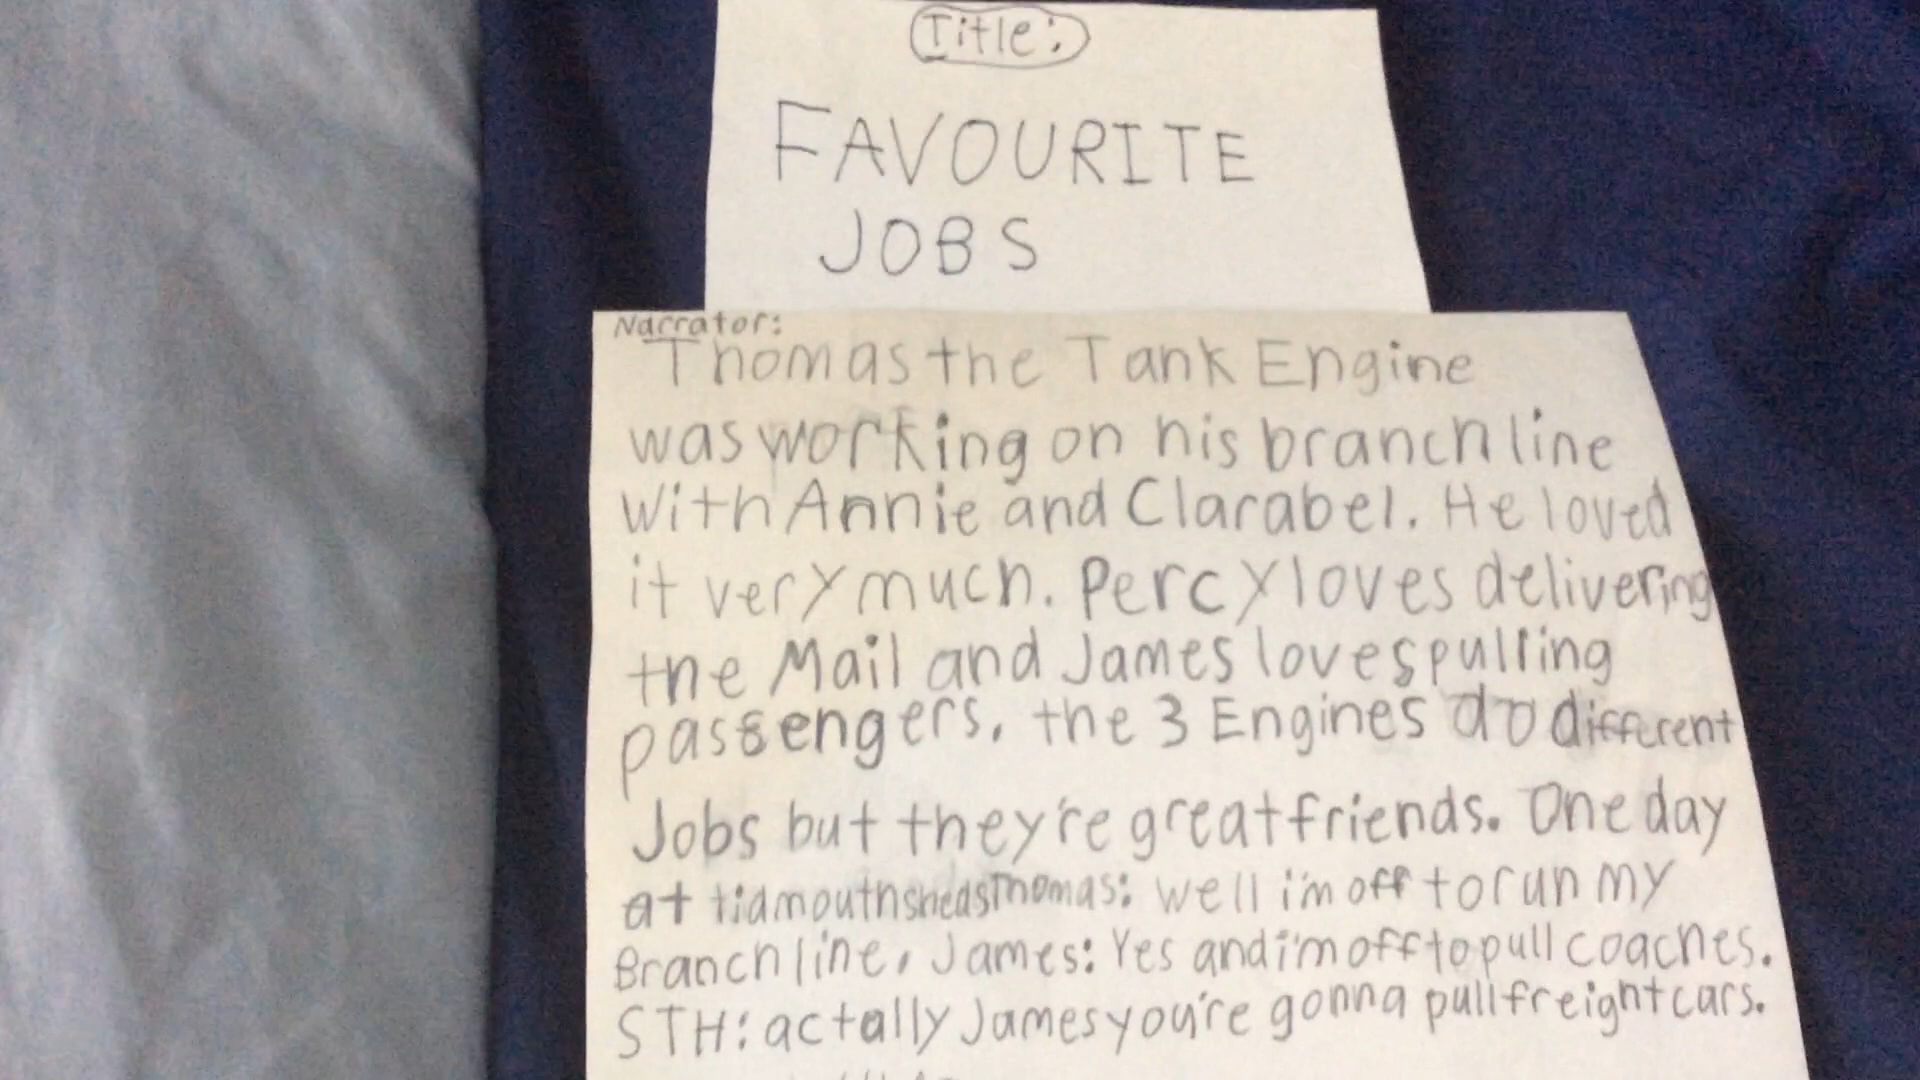 Title:
FAVOURITE
JOBS
Narrator:
Thomas the Tank Engine
was working on his branch line
with Annie and Clarabel. He loved
it very much. Percy loves delivering
the Mail and James loves pulling
passengers. the 3 Engines do different
Jobs but they're great friends. One day
at tidmouth sheds Thomas: well i'm off to run my
Branch line. James: Yes and i'm off to pull coaches.
STH: actally James you're gonna pull freight cars.